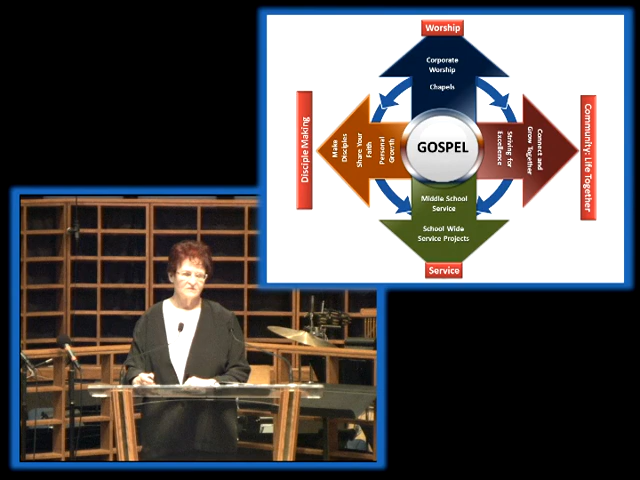 Worship
Corporate
Worship
Chapels
Disciple Making
Make
Disciples
Share Your
Faith
Personal
Growth
GOSPEL
Striving for
Excellence
Connect and
Grow Together
Community: Life Together
Middle School
Service
School Wide
Service Projects
Service